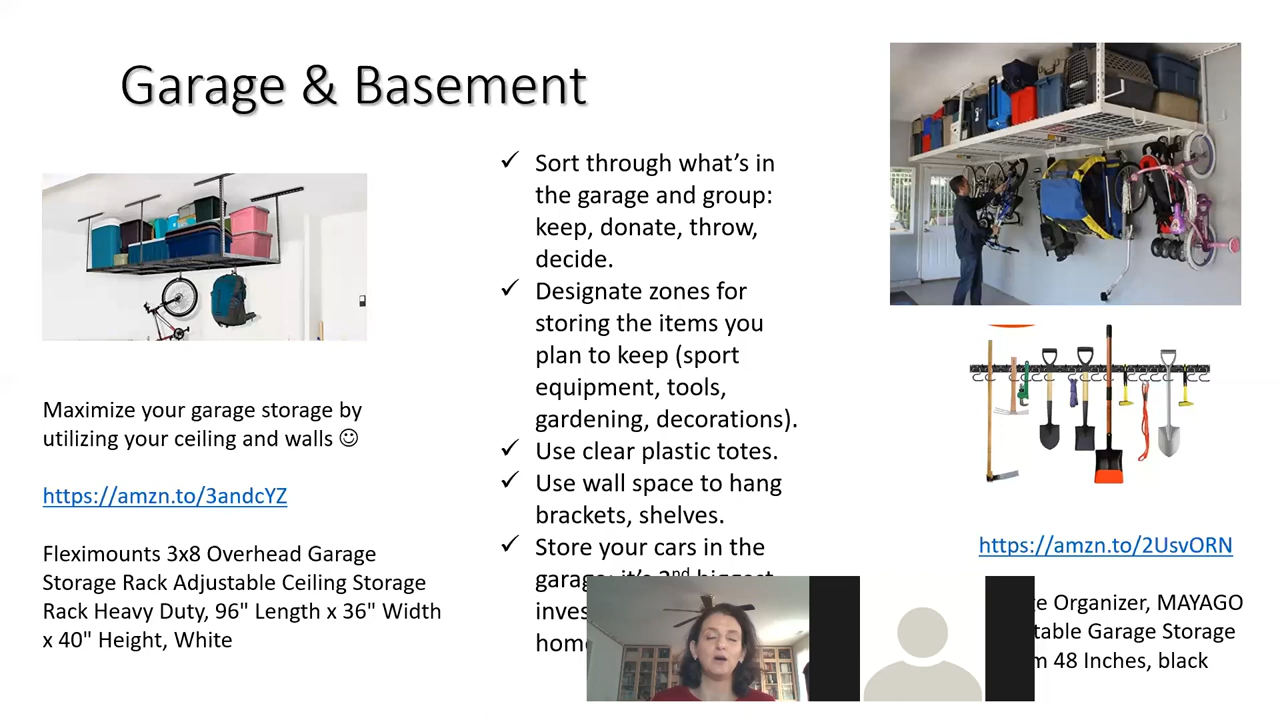 Garage & Basement
Maximize your garage storage by
utilizing your ceiling and walls ☺
https://amzn.to/3andcYZ
Fleximounts 3x8 Overhead Garage
Storage Rack Adjustable Ceiling Storage
Rack Heavy Duty, 96" Length x 36" Width
x 40" Height, White
✓ Sort through what's in
the garage and group:
keep, donate, throw,
decide.
✓ Designate zones for
storing the items you
plan to keep (sport
equipment, tools,
gardening, decorations).
✓ Use clear plastic totes.
✓ Use wall space to hang
brackets, shelves.
✓ Store your cars in the
garage; it's 2nd biggest
https://amzn.to/2UsvORN
Organizer, MAYAGO
Garage Storage
48 Inches, black